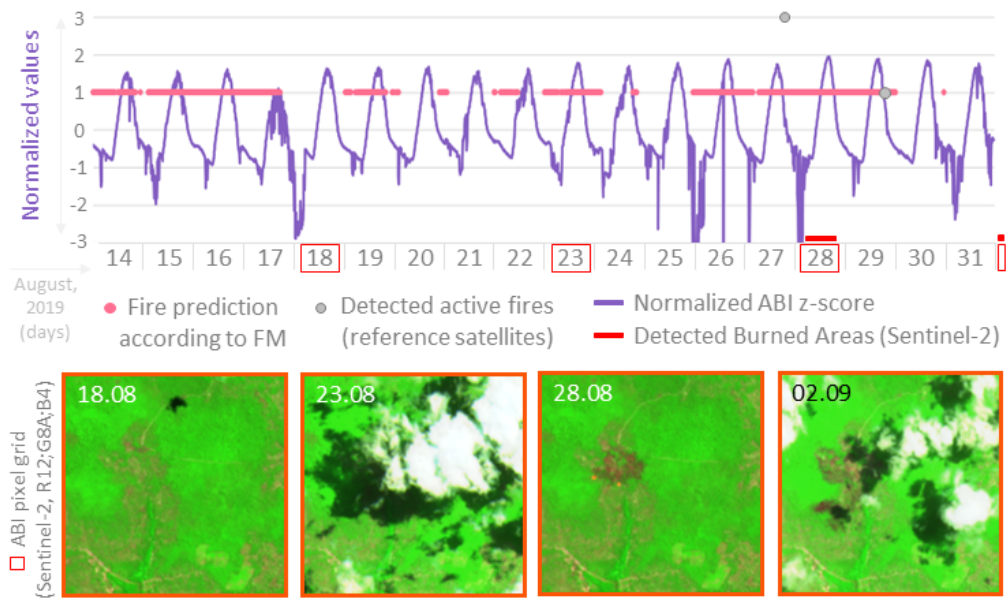 Normalized values
3
2
1
0
-1
-2
-3
14 15 16 17 18 19 20 21 22 23 24 25 26 27 28 29 30 31
August,
2019
(days)
Fire prediction
according to FM
Detected active fires
(reference satellites)
Normalized ABI z-score
Detected Burned Areas (Sentinel-2)
ABI pixel grid
(Sentinel-2, R12;G8A;B4)
18.08
23.08
28.08
02.09